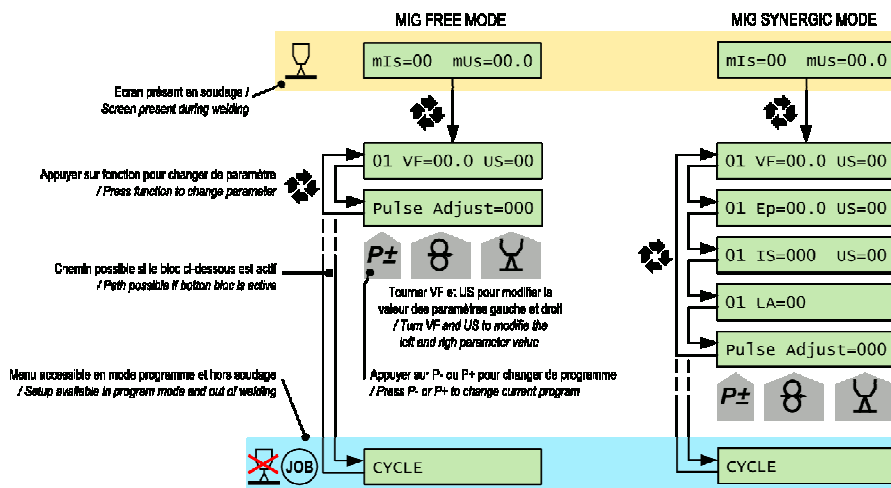 MIG FREE MODE
MIG SYNERGIC MODE
mIs=00 mUs=00.0
mIs=00 mUs=00.0
Ecran présent en soudage /
Screen present during welding
01 VF=00.0 US=00
01 VF=00.0 US=00
Appuyer sur fonction pour changer de paramètre
/ Press function to change parameter
Pulse Adjust=000
01 Ep=00.0 US=00
P±
01 IS=000 US=00
Chemin possible si le bloc ci-dessous est actif
/ Path possible if botton bloc is active
Tourner VF et US pour modifier la
valeur des paramètres gauche et droit
/ Turn VF and US to modifie the
left and righ parameter value
01 LA=00
Pulse Adjust=000
Menu accessible en mode programme et hors soudage
/ Setup available in program mode and out of welding
Appuyer sur P- ou P+ pour changer de programme
/ Press P- or P+ to change current program
P±
JOB
CYCLE
CYCLE